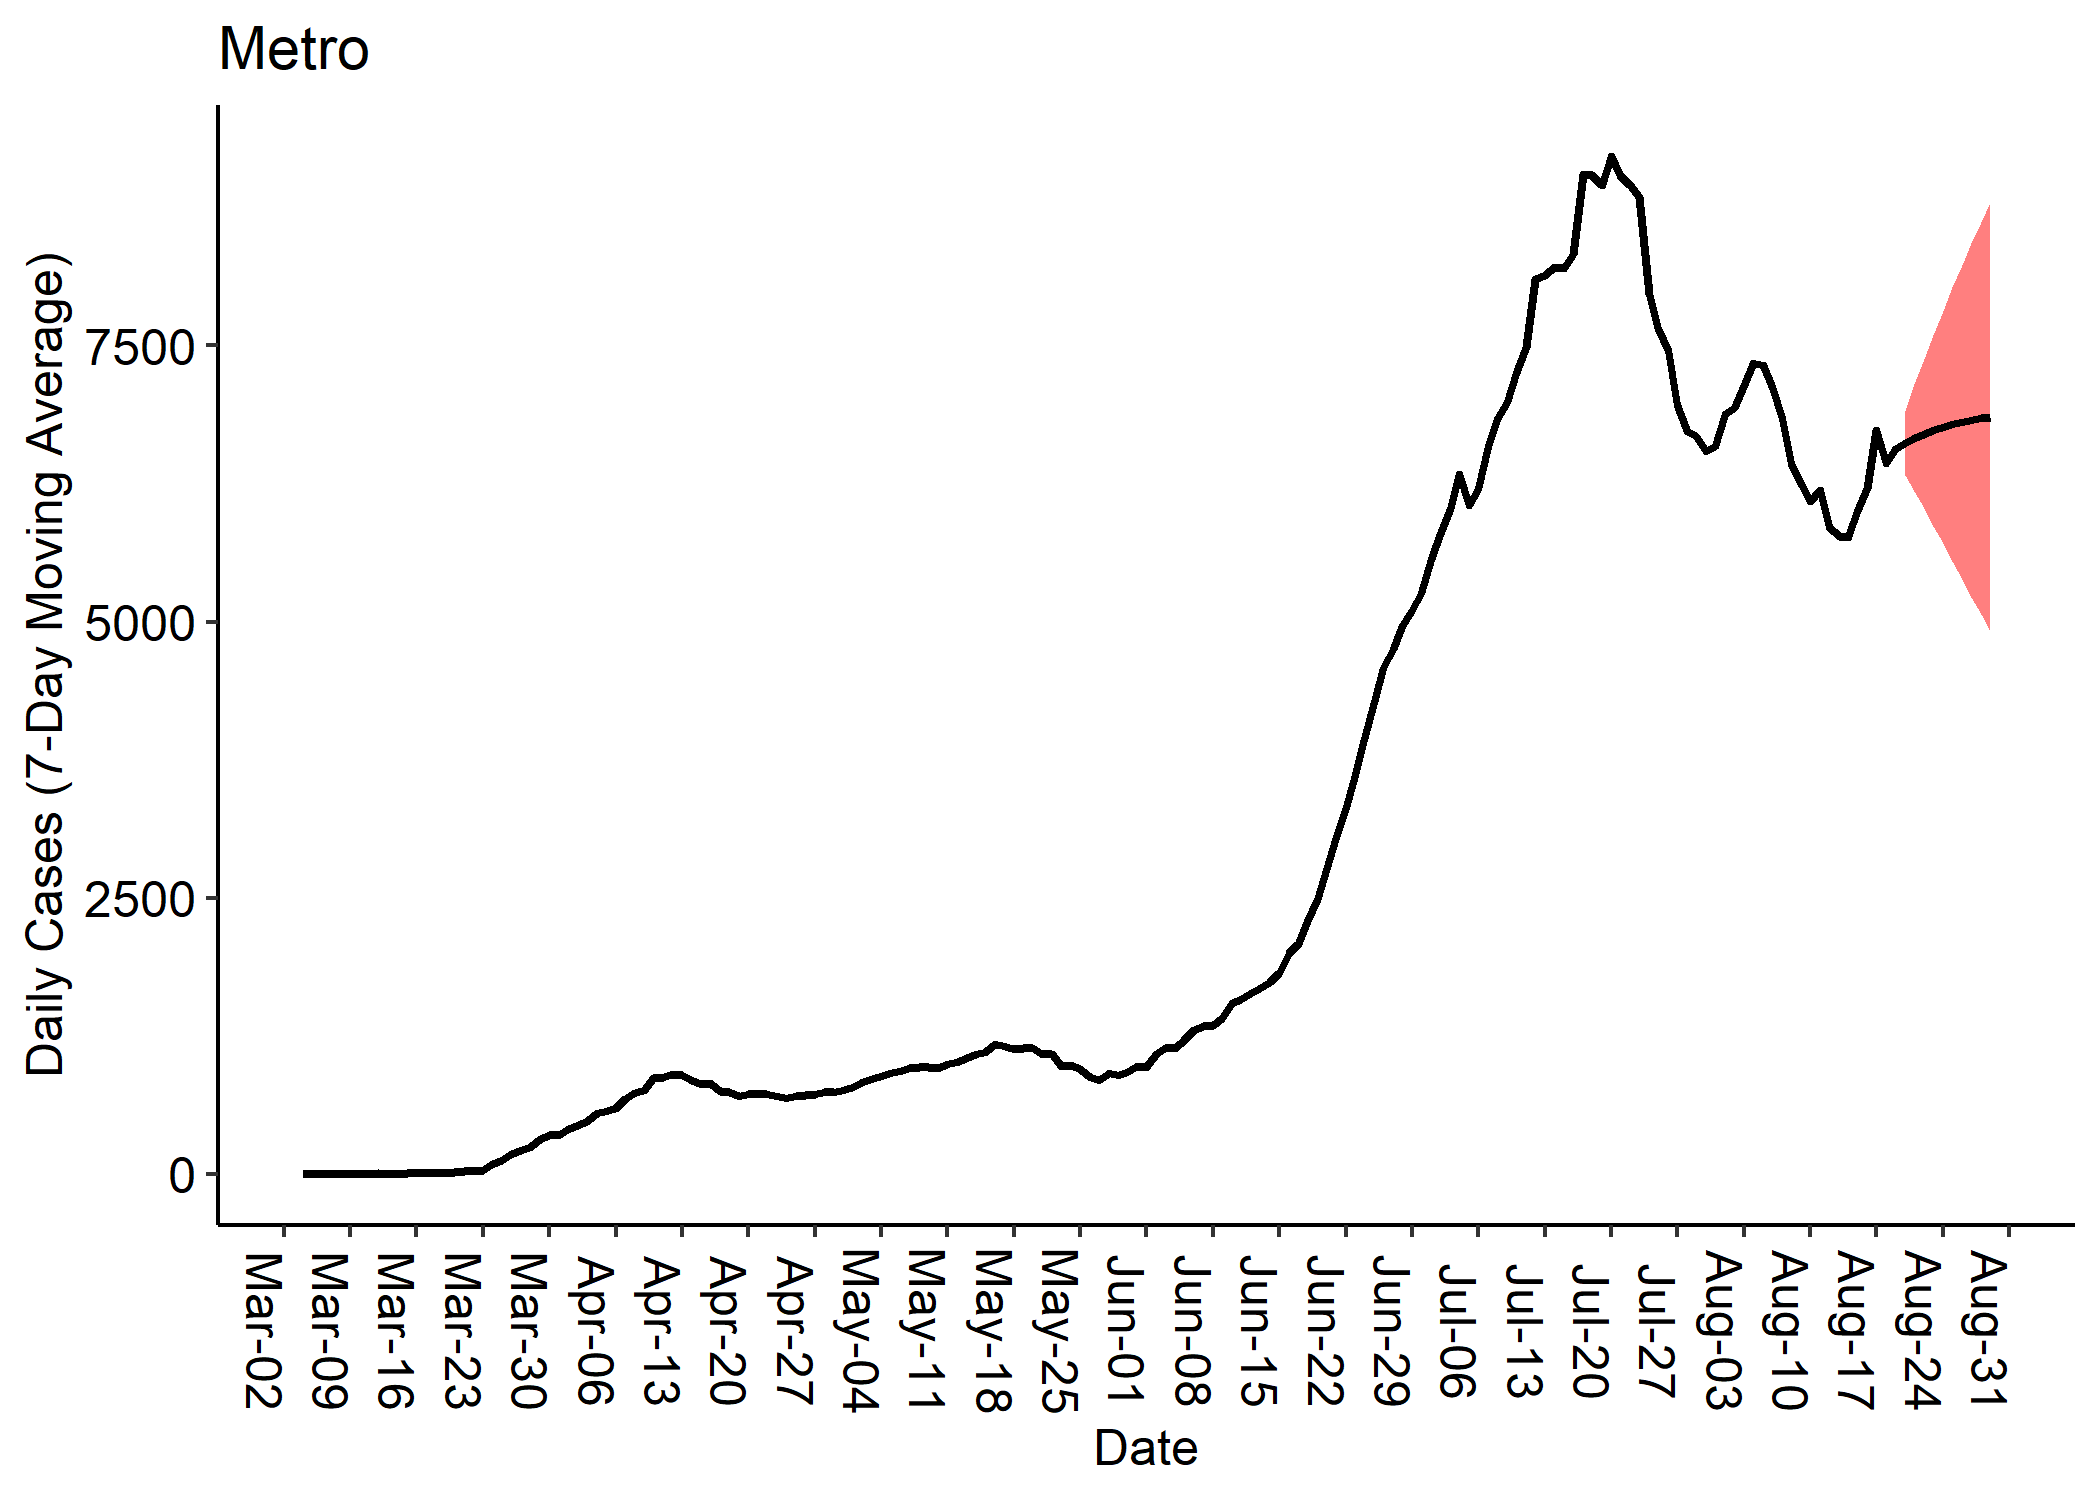 Metro
Daily Cases (7-Day Moving Average)
7500
5000
2500
0
Mar-02
Mar-09
Mar-16
Mar-23
Mar-30
Apr-06
Apr-13
Apr-20
Apr-27
May-04
May-11
May-18
May-25
Jun-01
Jun-08
Jun-15
Jun-22
Jun-29
Jul-06
Jul-13
Jul-20
Jul-27
Aug-03
Aug-10
Aug-17
Aug-24
Aug-31
Date